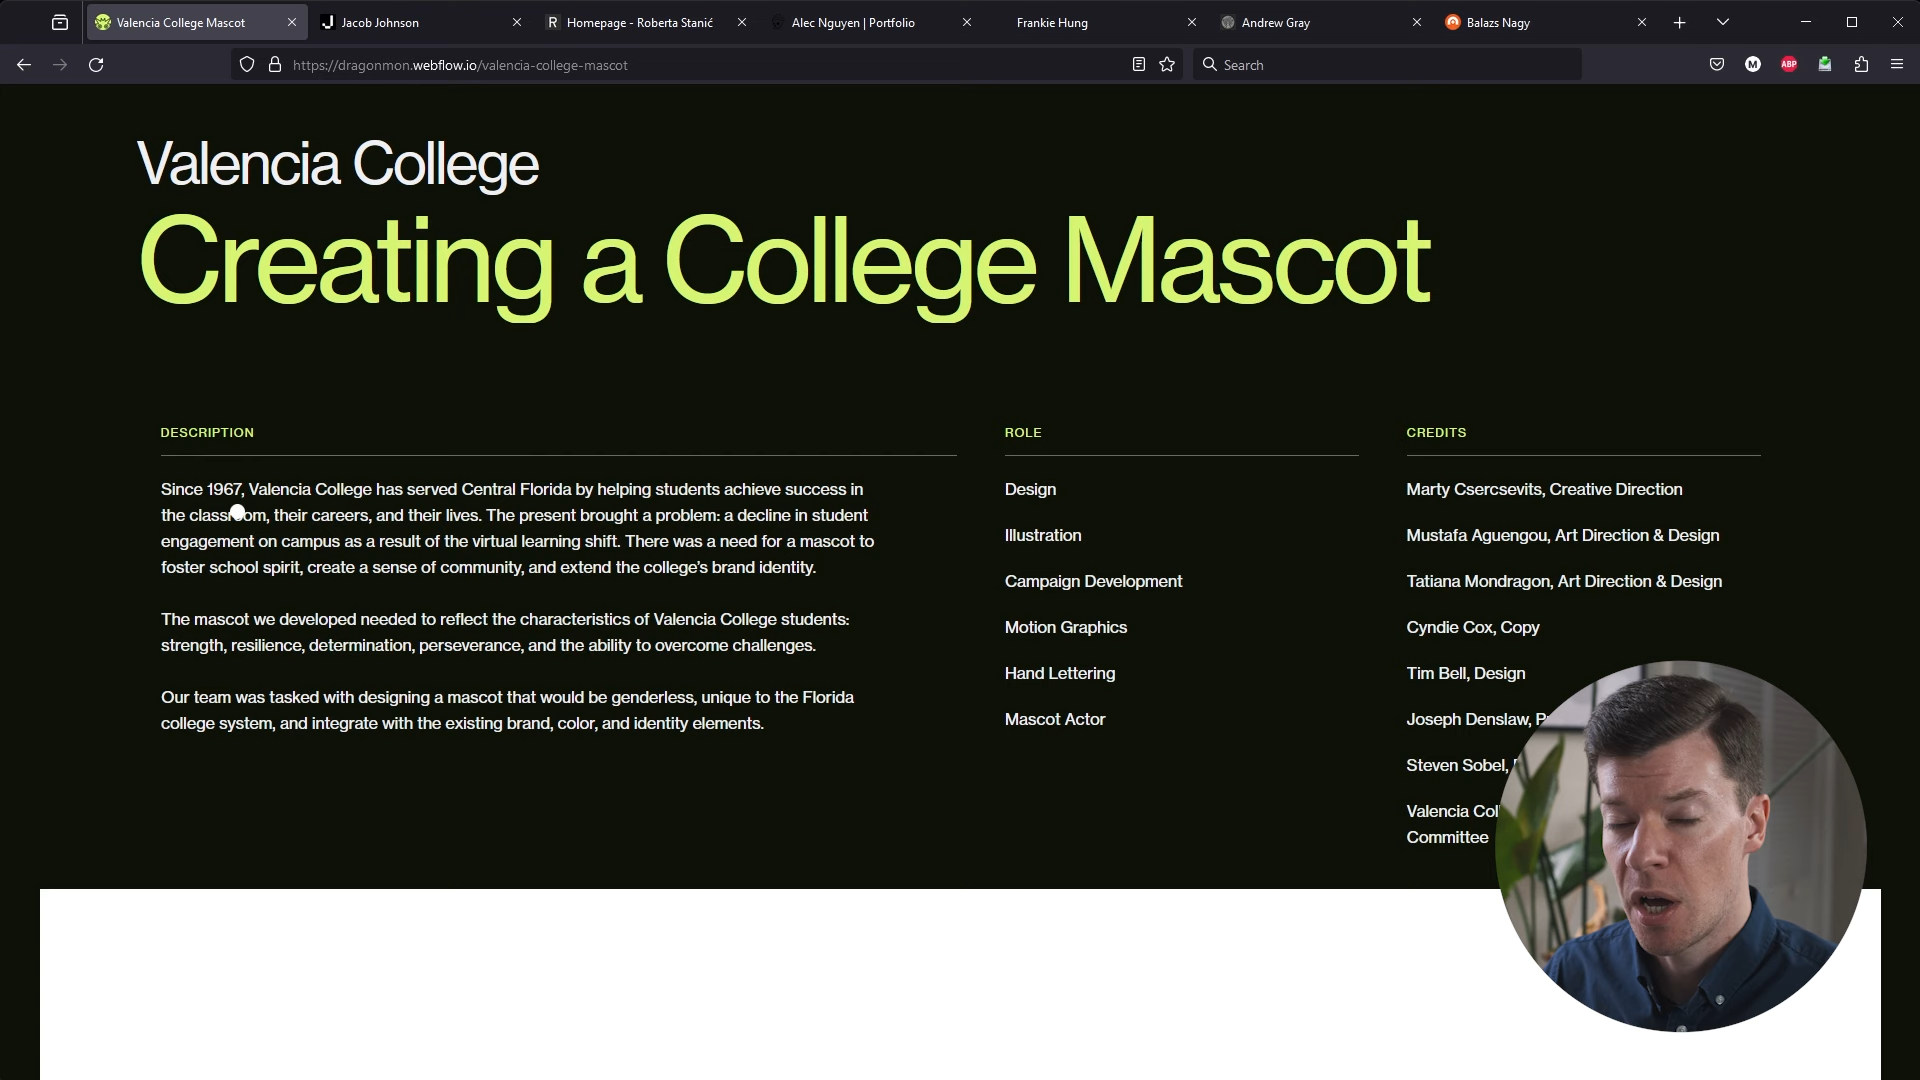 Valencia College Mascot
Jacob Johnson
R Homepage - Roberta Stanić
Alec Nguyen | Portfolio
Frankie Hung
Andrew Gray
Balazs Nagy
https://dragonmon.webflow.io/valencia-college-mascot
Search
M
ABP
Valencia College
Creating a College Mascot
DESCRIPTION
Since 1967, Valencia College has served Central Florida by helping students achieve success in
the classroom, their careers, and their lives. The present brought a problem: a decline in student
engagement on campus as a result of the virtual learning shift. There was a need for a mascot to
foster school spirit, create a sense of community, and extend the college’s brand identity.
The mascot we developed needed to reflect the characteristics of Valencia College students:
strength, resilience, determination, perseverance, and the ability to overcome challenges.
Our team was tasked with designing a mascot that would be genderless, unique to the Florida
college system, and integrate with the existing brand, color, and identity elements.
ROLE
Design
Illustration
Campaign Development
Motion Graphics
Hand Lettering
Mascot Actor
CREDITS
Marty Csercsevits, Creative Direction
Mustafa Aguengou, Art Direction & Design
Tatiana Mondragon, Art Direction & Design
Cyndie Cox, Copy
Tim Bell, Design
Joseph Denslaw,
Steven Sobel,
Valencia
Committee